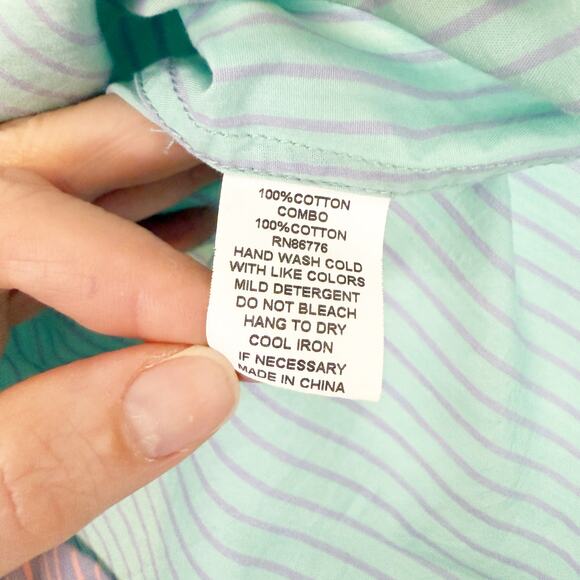 100%COTTON
COMBO
100%COTTON
RN86776
HAND WASH COLD
WITH LIKE COLORS
MILD DETERGENT
DO NOT BLEACH
HANG TO DRY
COOL IRON
IF NECESSARY
MADE IN CHINA